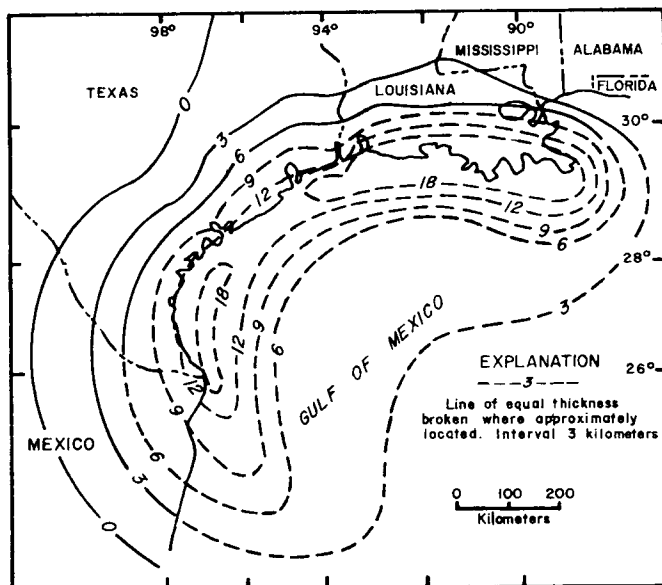 98°
94°
90°
MISSISSIPPI
ALABAMA
TEXAS
LOUISIANA
FLORIDA
0
3
6
9
12
30°
18
12
9
6
28°
18
12
9
6
3
GULF OF MEXICO
26°
12
9
6
3
0
MEXICO
EXPLANATION
3
Line of equal thickness
broken where approximately
located. Interval 3 kilometers
0 100 200
Kilometers